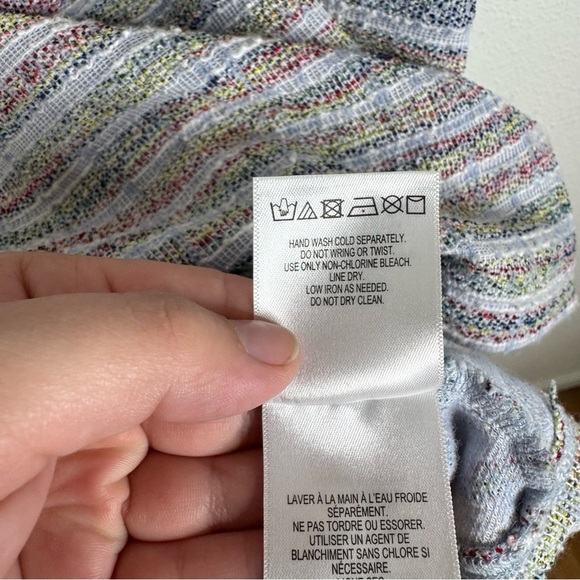 HAND WASH COLD SEPARATELY.
DO NOT WRING OR TWIST.
USE ONLY NON-CHLORINE BLEACH.
LINE DRY.
LOW IRON AS NEEDED.
DO NOT DRY CLEAN.
LAVER À LA MAIN À L'EAU FROIDE
SÉPARÉMENT.
NE PAS TORDRE OU ESSORER.
UTILISER UN AGENT DE
BLANCHIMENT SANS CHLORE SI
NÉCESSAIRE.